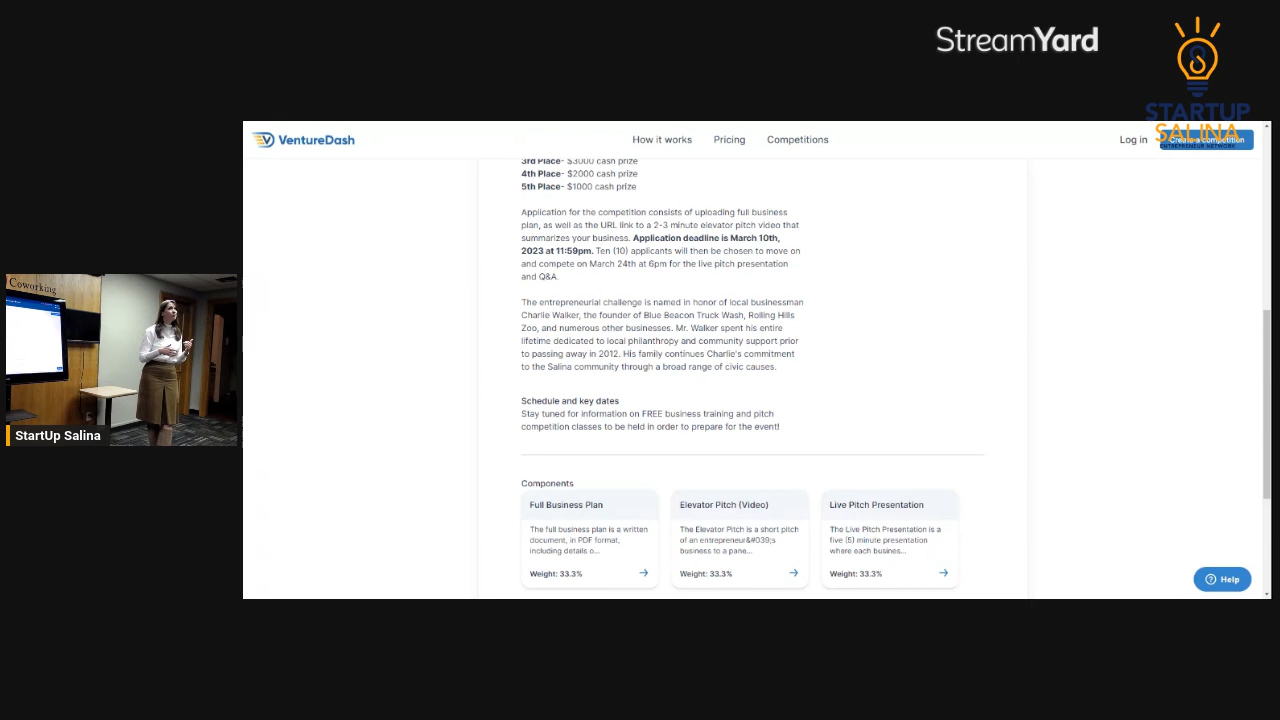 StreamYard
STARTUP
SALINA
ENTREPRENEUR NETWORK
VentureDash
How it works
Pricing
Competitions
Log in
Create a competition
3rd Place- $3000 cash prize
4th Place- $2000 cash prize
5th Place- $1000 cash prize
Application for the competition consists of uploading full business
plan, as well as the URL link to a 2-3 minute elevator pitch video that
summarizes your business. Application deadline is March 10th,
2023 at 11:59pm. Ten (10) applicants will then be chosen to move on
and compete on March 24th at 6pm for the live pitch presentation
and Q&A.
The entrepreneurial challenge is named in honor of local businessman
Charlie Walker, the founder of Blue Beacon Truck Wash, Rolling Hills
Zoo, and numerous other businesses. Mr. Walker spent his entire
lifetime dedicated to local philanthropy and community support prior
to passing away in 2012. His family continues Charlie's commitment
to the Salina community through a broad range of civic causes.
Schedule and key dates
Stay tuned for information on FREE business training and pitch
competition classes to be held in order to prepare for the event!
Components
Full Business Plan
The full business plan is a written
document, in PDF format,
including details o...
Weight: 33.3%
Elevator Pitch (Video)
The Elevator Pitch is a short pitch
of an entrepreneur&#039;s
business to a pane...
Weight: 33.3%
Live Pitch Presentation
The Live Pitch Presentation is a
five (5) minute presentation
where each busines...
Weight: 33.3%
Help
Coworking
StartUp Salina